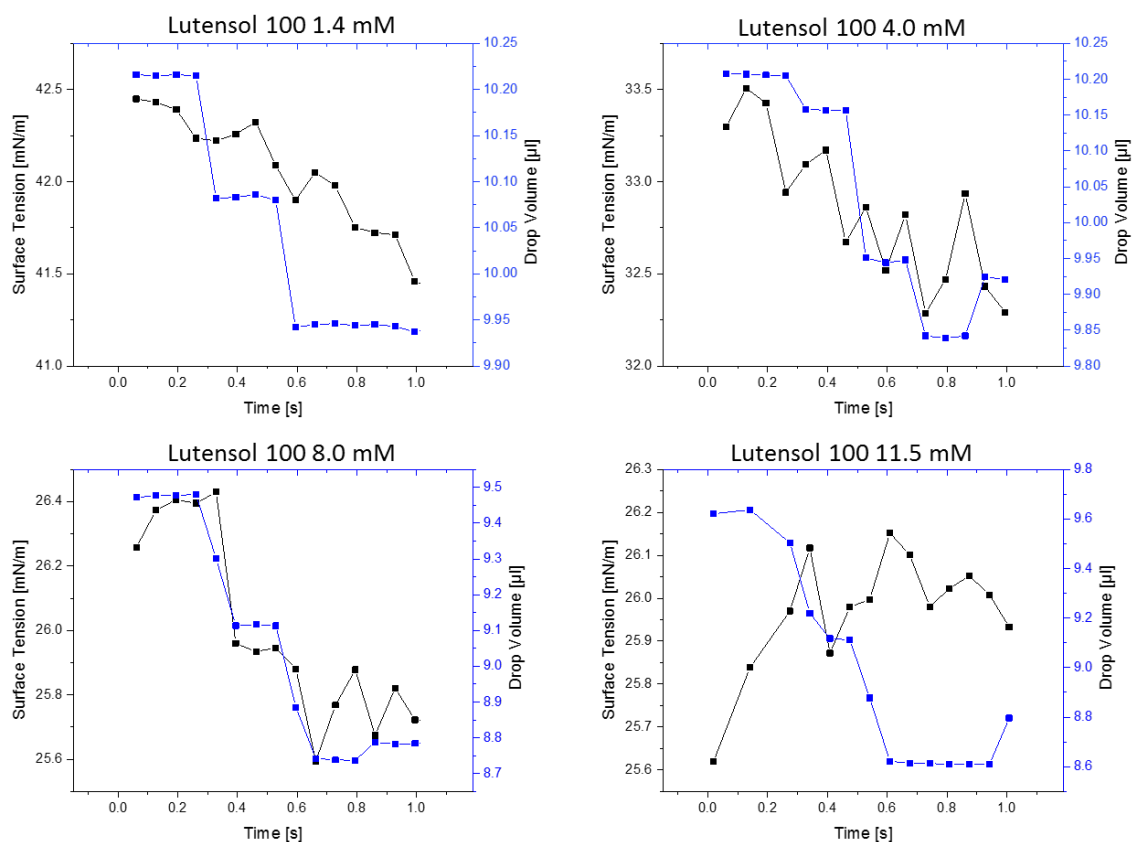 Lutensol 100 1.4 mM
42.5
42.0
41.5
41.0
Surface Tension [mN/m]
10.25
10.20
10.15
10.10
10.05
10.00
9.95
9.90
Drop Volume [µl]
0.0 0.2 0.4 0.6 0.8 1.0
Time [s]
Lutensol 100 4.0 mM
33.5
33.0
32.5
32.0
Surface Tension [mN/m]
10.25
10.20
10.15
10.10
10.05
10.00
9.95
9.90
9.85
9.80
Drop Volume [µl]
0.0 0.2 0.4 0.6 0.8 1.0
Time [s]
Lutensol 100 8.0 mM
26.4
26.2
26.0
25.8
25.6
Surface Tension [mN/m]
9.5
9.4
9.3
9.2
9.1
9.0
8.9
8.8
8.7
Drop Volume [µl]
0.0 0.2 0.4 0.6 0.8 1.0
Time [s]
Lutensol 100 11.5 mM
26.3
26.2
26.1
26.0
25.9
25.8
25.7
25.6
Surface Tension [mN/m]
9.8
9.6
9.4
9.2
9.0
8.8
8.6
Drop Volume [µl]
0.0 0.2 0.4 0.6 0.8 1.0
Time [s]